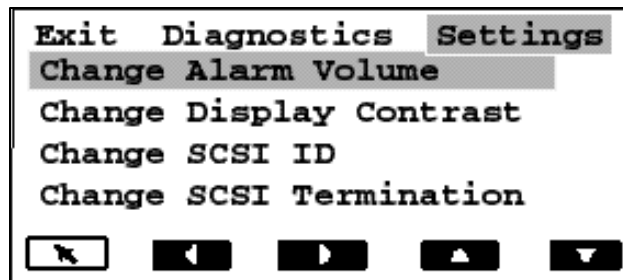 Exit Diagnostics Settings
Change Alarm Volume
Change Display Contrast
Change SCSI ID
Change SCSI Termination